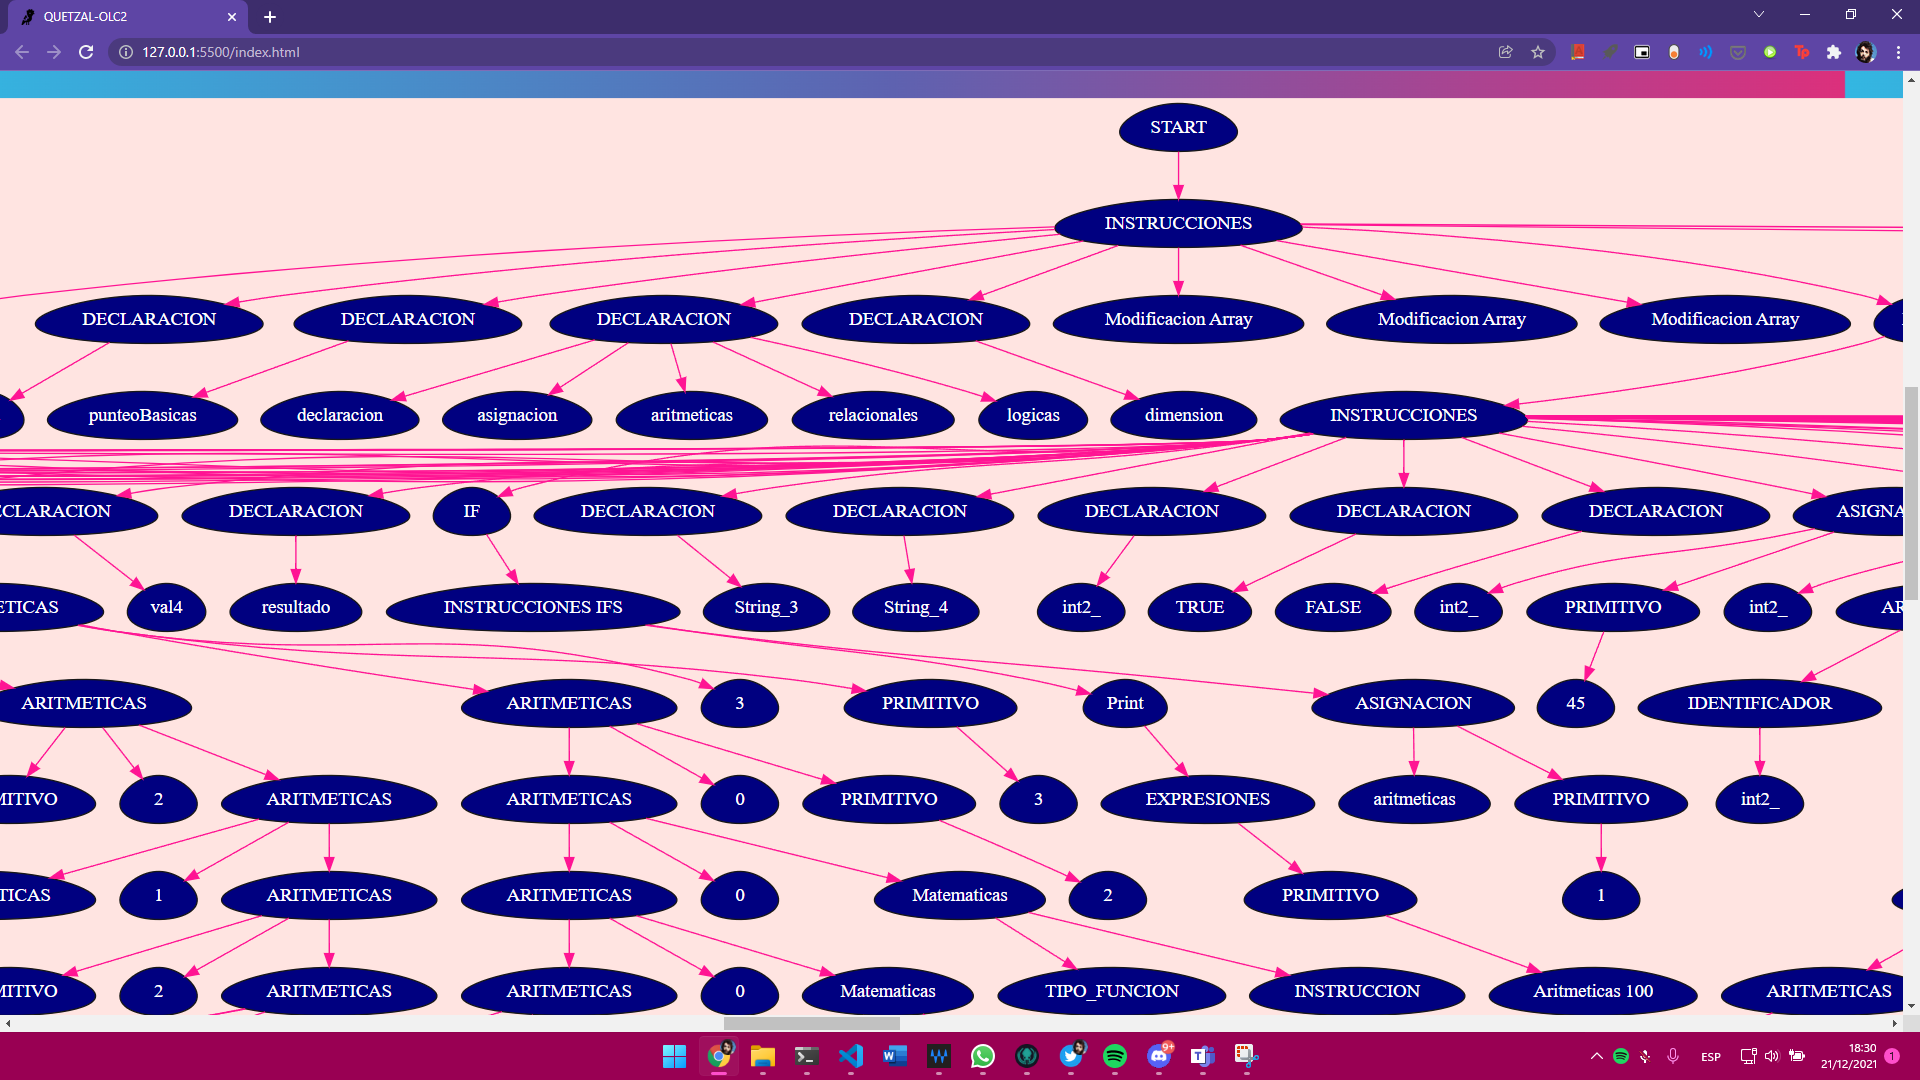 QUETZAL-OLC2
127.0.0.1:5500/index.html
START
INSTRUCCIONES
DECLARACION DECLARACION DECLARACION DECLARACION Modificacion Array Modificacion Array Modificacion Array
punteoBasicas declaracion asignacion aritmeticas relacionales logicas dimension INSTRUCCIONES
CLARACION DECLARACION IF DECLARACION DECLARACION DECLARACION DECLARACION DECLARACION ASIGNA
ETICAS val4 resultado INSTRUCCIONES IFS String_3 String_4 int2_ TRUE FALSE int2_ PRIMITIVO int2_ AR
ARITMETICAS ARITMETICAS 3 PRIMITIVO Print ASIGNACION 45 IDENTIFICADOR
MITIVO 2 ARITMETICAS ARITMETICAS 0 PRIMITIVO 3 EXPRESIONES aritmeticas PRIMITIVO int2_
TICAS 1 ARITMETICAS ARITMETICAS 0 Matematicas 2 PRIMITIVO 1
MITIVO 2 ARITMETICAS ARITMETICAS 0 Matematicas TIPO_FUNCION INSTRUCCION Aritmeticas 100 ARITMETICAS
ESP
18:30
21/12/2021
1
9+